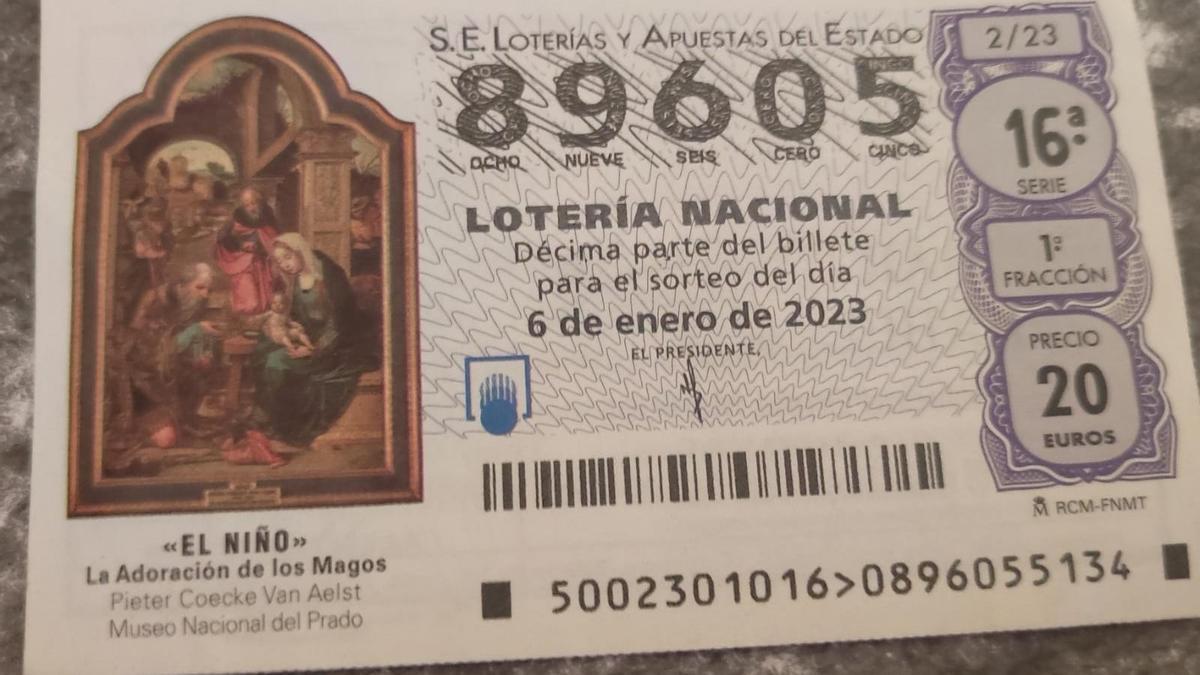 S.E. LOTERÍAS Y APUESTAS DEL ESTADO
2/23
89605
OCHO NUEVE SEIS CERO CINCO
16ª
SERIE
LOTERÍA NACIONAL
Décima parte del billete
para el sorteo del día
6 de enero de 2023
EL PRESIDENTE,
1ª
FRACCIÓN
PRECIO
20
EUROS
RCM-FNMT
«EL NIÑO»
La Adoración de los Magos
Pieter Coecke Van Aelst
Museo Nacional del Prado
5002301016>0896055134